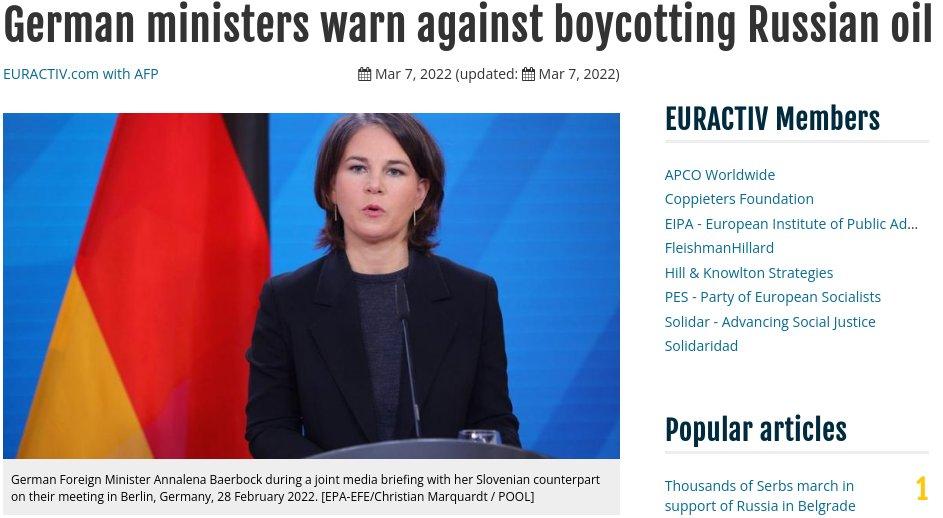 German ministers warn against boycotting Russian oil
EURACTIV.com with AFP
Mar 7, 2022 (updated: Mar 7, 2022)
German Foreign Minister Annalena Baerbock during a joint media briefing with her Slovenian counterpart
on their meeting in Berlin, Germany, 28 February 2022. [EPA-EFE/Christian Marquardt / POOL]
EURACTIV Members
APCO Worldwide
Coppieters Foundation
EIPA - European Institute of Public Ad...
FleishmanHillard
Hill & Knowlton Strategies
PES - Party of European Socialists
Solidar - Advancing Social Justice
Solidaridad
Popular articles
Thousands of Serbs march in
support of Russia in Belgrade
1